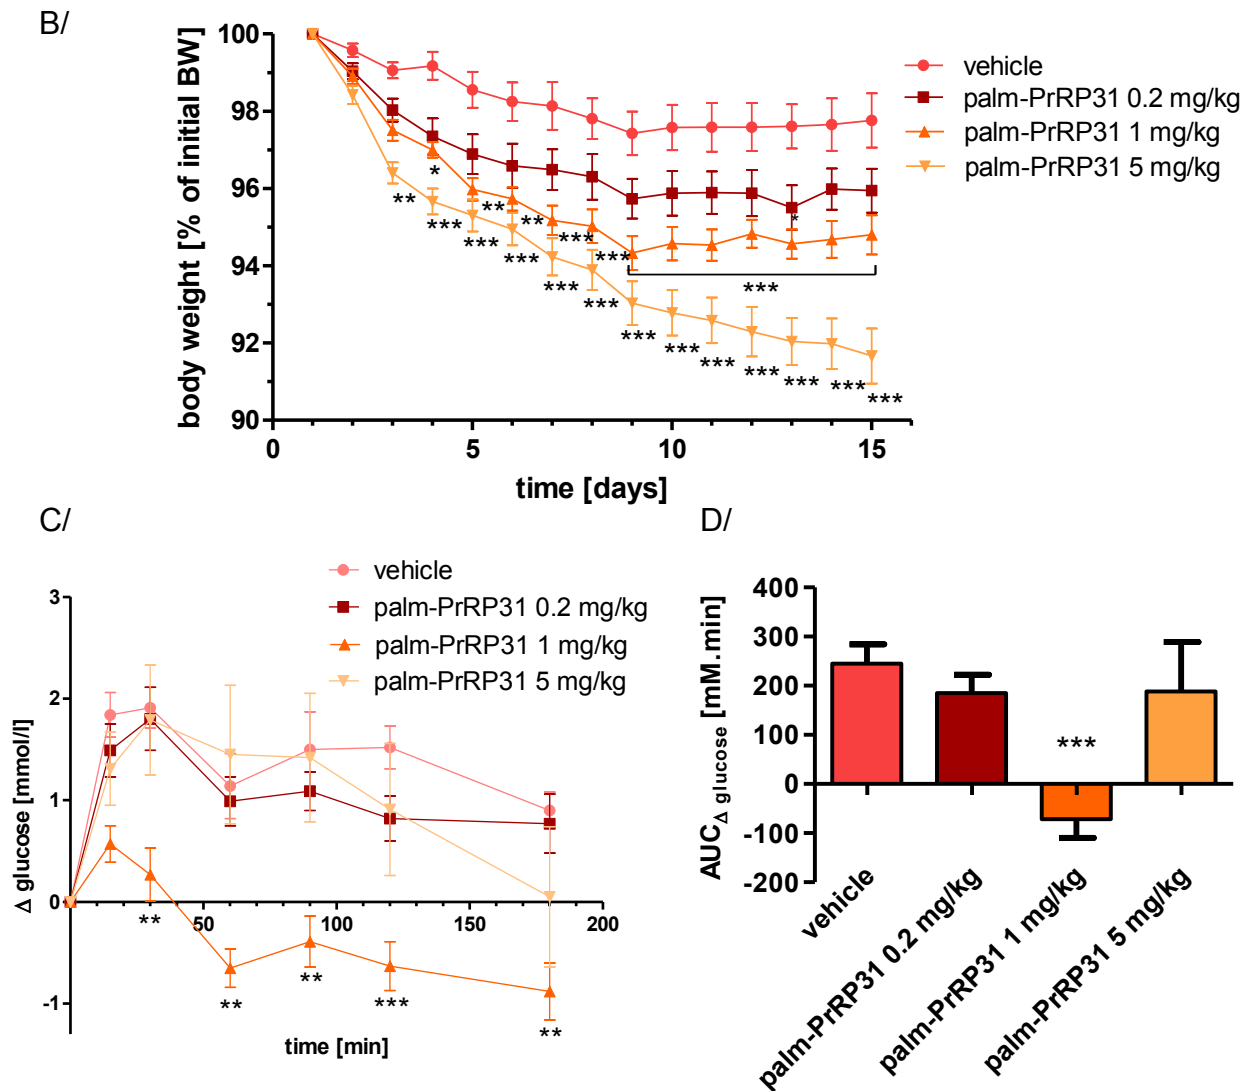 B/
body weight [% of initial BW]
100
98
96
94
92
90
0
5
10
15
time [days]
vehicle
palm-PrRP31 0.2 mg/kg
palm-PrRP31 1 mg/kg
palm-PrRP31 5 mg/kg
*
**
**
**
***
***
*
***
***
***
***
***
***
***
***
***
***
***
***
***
C/
vehicle
palm-PrRP31 0.2 mg/kg
palm-PrRP31 1 mg/kg
palm-PrRP31 5 mg/kg
Δ glucose [mmol/l]
3
2
1
0
-1
50
100
150
200
**
**
**
***
**
time [min]
D/
AUC Δ glucose [mM.min]
400
300
200
100
0
-100
-200
***
vehicle
palm-PrRP31 0.2 mg/kg
palm-PrRP31 1 mg/kg
palm-PrRP31 5 mg/kg